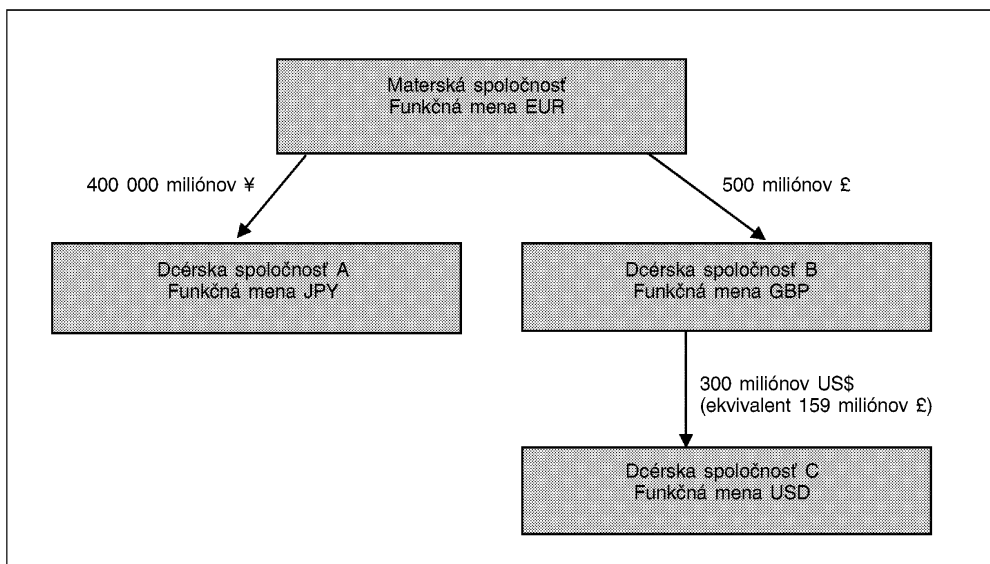 Materská spoločnosť
Funkčná mena EUR
400 000 miliónov ¥
500 miliónov £
Dcérska spoločnosť A
Funkčná mena JPY
Dcérska spoločnosť B
Funkčná mena GBP
300 miliónov US$
(ekvivalent 159 miliónov £)
Dcérska spoločnosť C
Funkčná mena USD